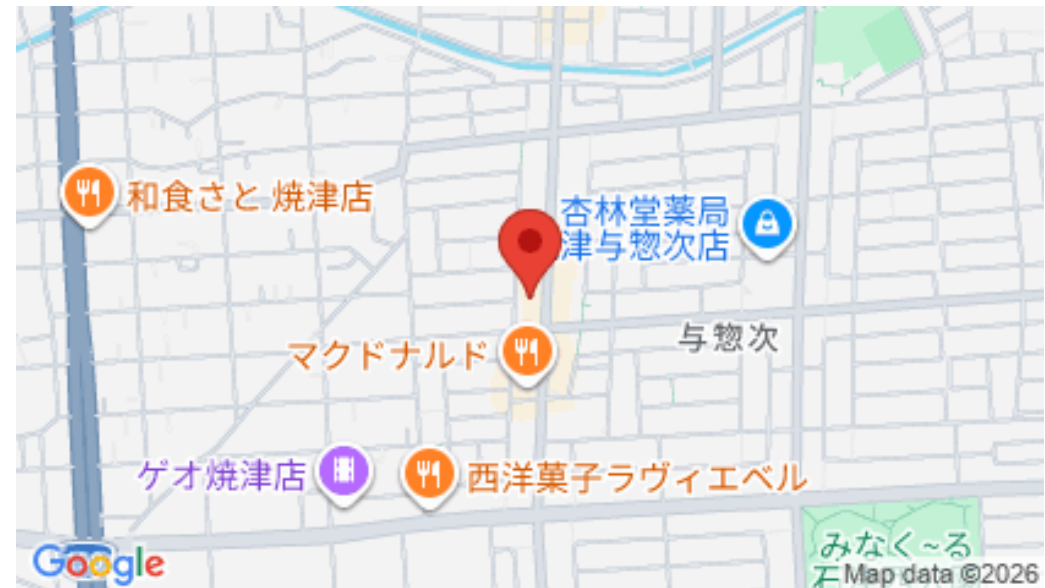 和食さと 焼津店
杏林堂薬局
津与惣次店
与惣次
マクドナルド
ゲオ焼津店
西洋菓子ラヴィエベル
みなく~る
石
Google
Map data ©2026